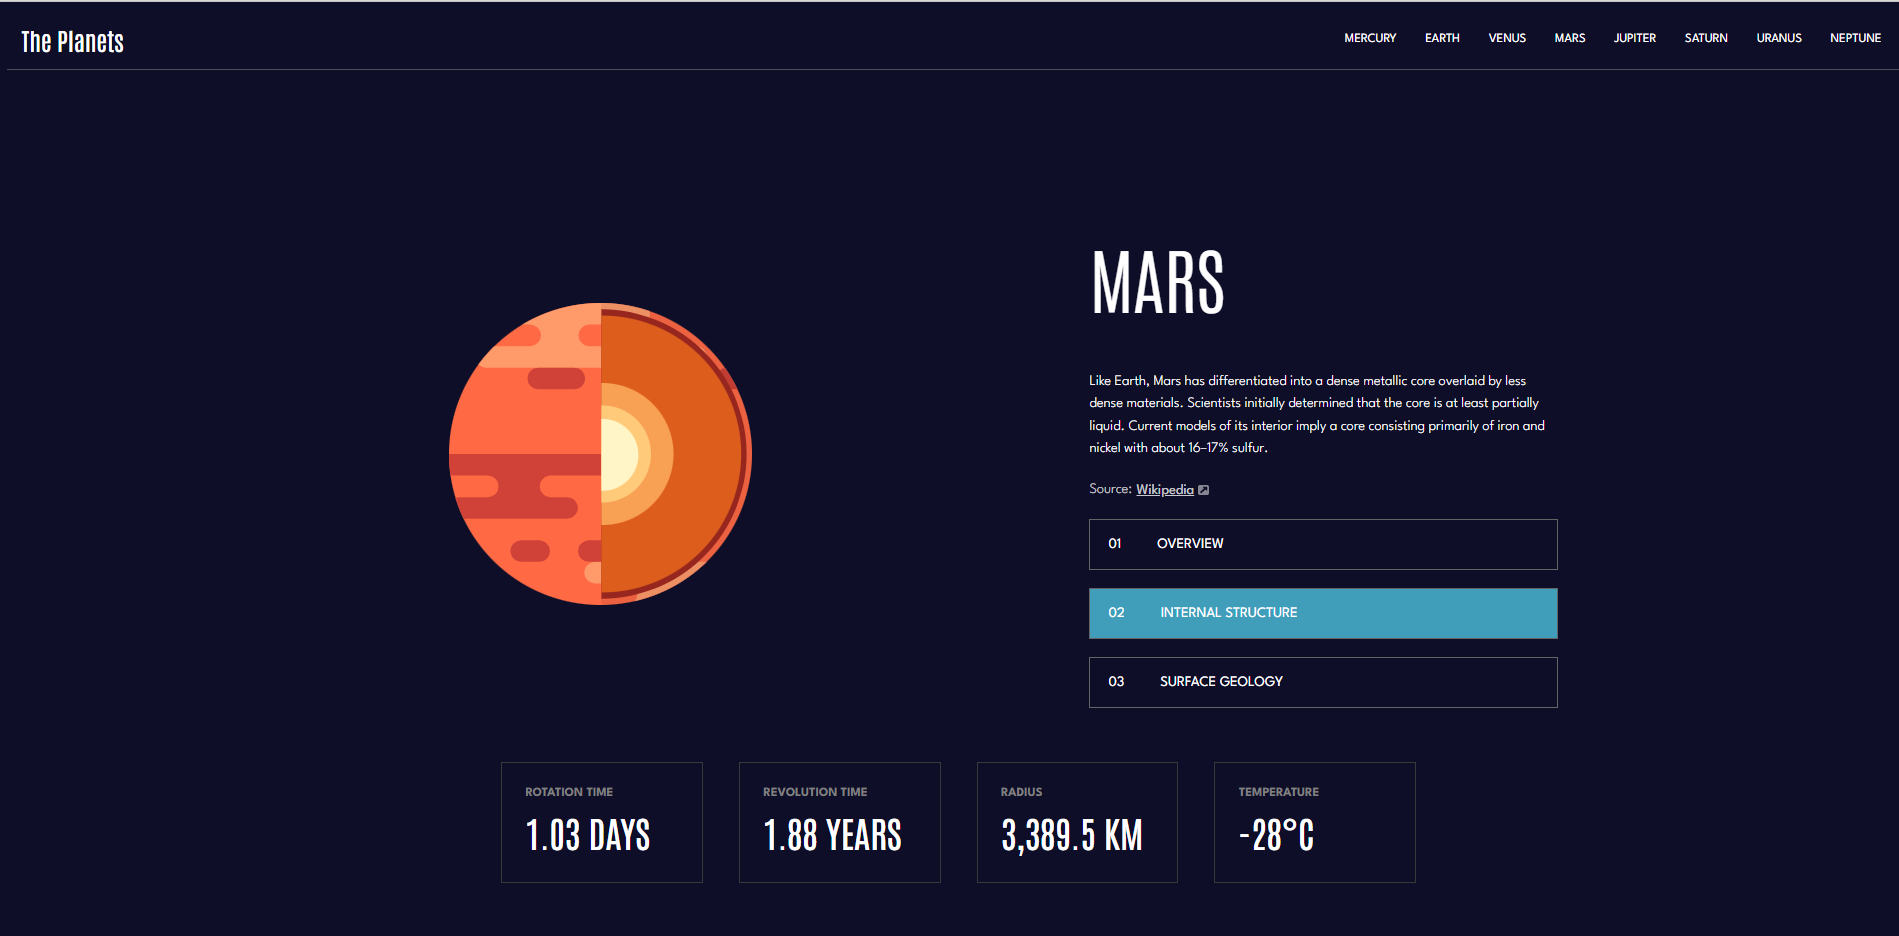 The Planets
MERCURY EARTH VENUS MARS JUPITER SATURN URANUS NEPTUNE
MARS
Like Earth, Mars has differentiated into a dense metallic core overlaid by less
dense materials. Scientists initially determined that the core is at least partially
liquid. Current models of its interior imply a core consisting primarily of iron and
nickel with about 16–17% sulfur.
Source: Wikipedia
01 OVERVIEW
02 INTERNAL STRUCTURE
03 SURFACE GEOLOGY
ROTATION TIME
1.03 DAYS
REVOLUTION TIME
1.88 YEARS
RADIUS
3,389.5 KM
TEMPERATURE
-28°C